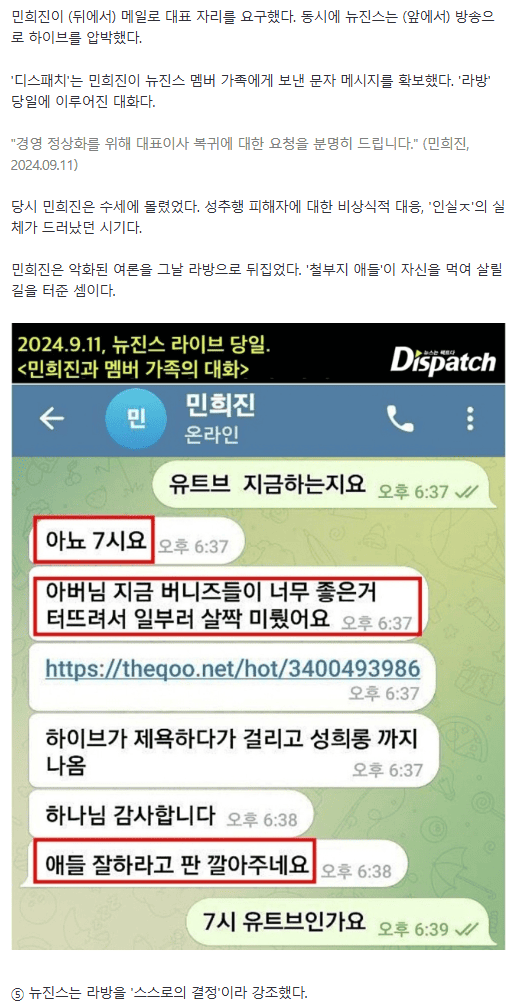 민희진이 (뒤에서) 메일로 대표 자리를 요구했다. 동시에 뉴진스는 (앞에서) 방송으
로 하이브를 압박했다.
'디스패치'는 민희진이 뉴진스 멤버 가족에게 보낸 문자 메시지를 확보했다. '라방'
당일에 이루어진 대화다.
"경영 정상화를 위해 대표이사 복귀에 대한 요청을 분명히 드립니다." (민희진,
2024.09.11)
당시 민희진은 수세에 몰렸었다. 성추행 피해자에 대한 비상식적 대응, '인실ㅈ'의 실
체가 드러났던 시기다.
민희진은 악화된 여론을 그날 라방으로 뒤집었다. '철부지 애들'이 자신을 먹여 살릴
길을 터준 셈이다.
2024.9.11, 뉴진스 라이브 당일.
<민희진과 멤버 가족의 대화>
뉴스는 팩트다
Dispatch
민
민희진
온라인
유트브 지금하는지요 오후 6:37
아뇨 7시요 오후 6:37
아버님 지금 버니즈들이 너무 좋은거
터뜨려서 일부러 살짝 미뤘어요 오후 6:37
https://theqoo.net/hot/3400493986
오후 6:37
하이브가 제욕하다가 걸리고 성희롱 까지
나옴 오후 6:37
하나님 감사합니다 오후 6:38
애들 잘하라고 판 깔아주네요 오후 6:38
7시 유트브인가요 오후 6:39
⑤ 뉴진스는 라방을 '스스로의 결정'이라 강조했다.